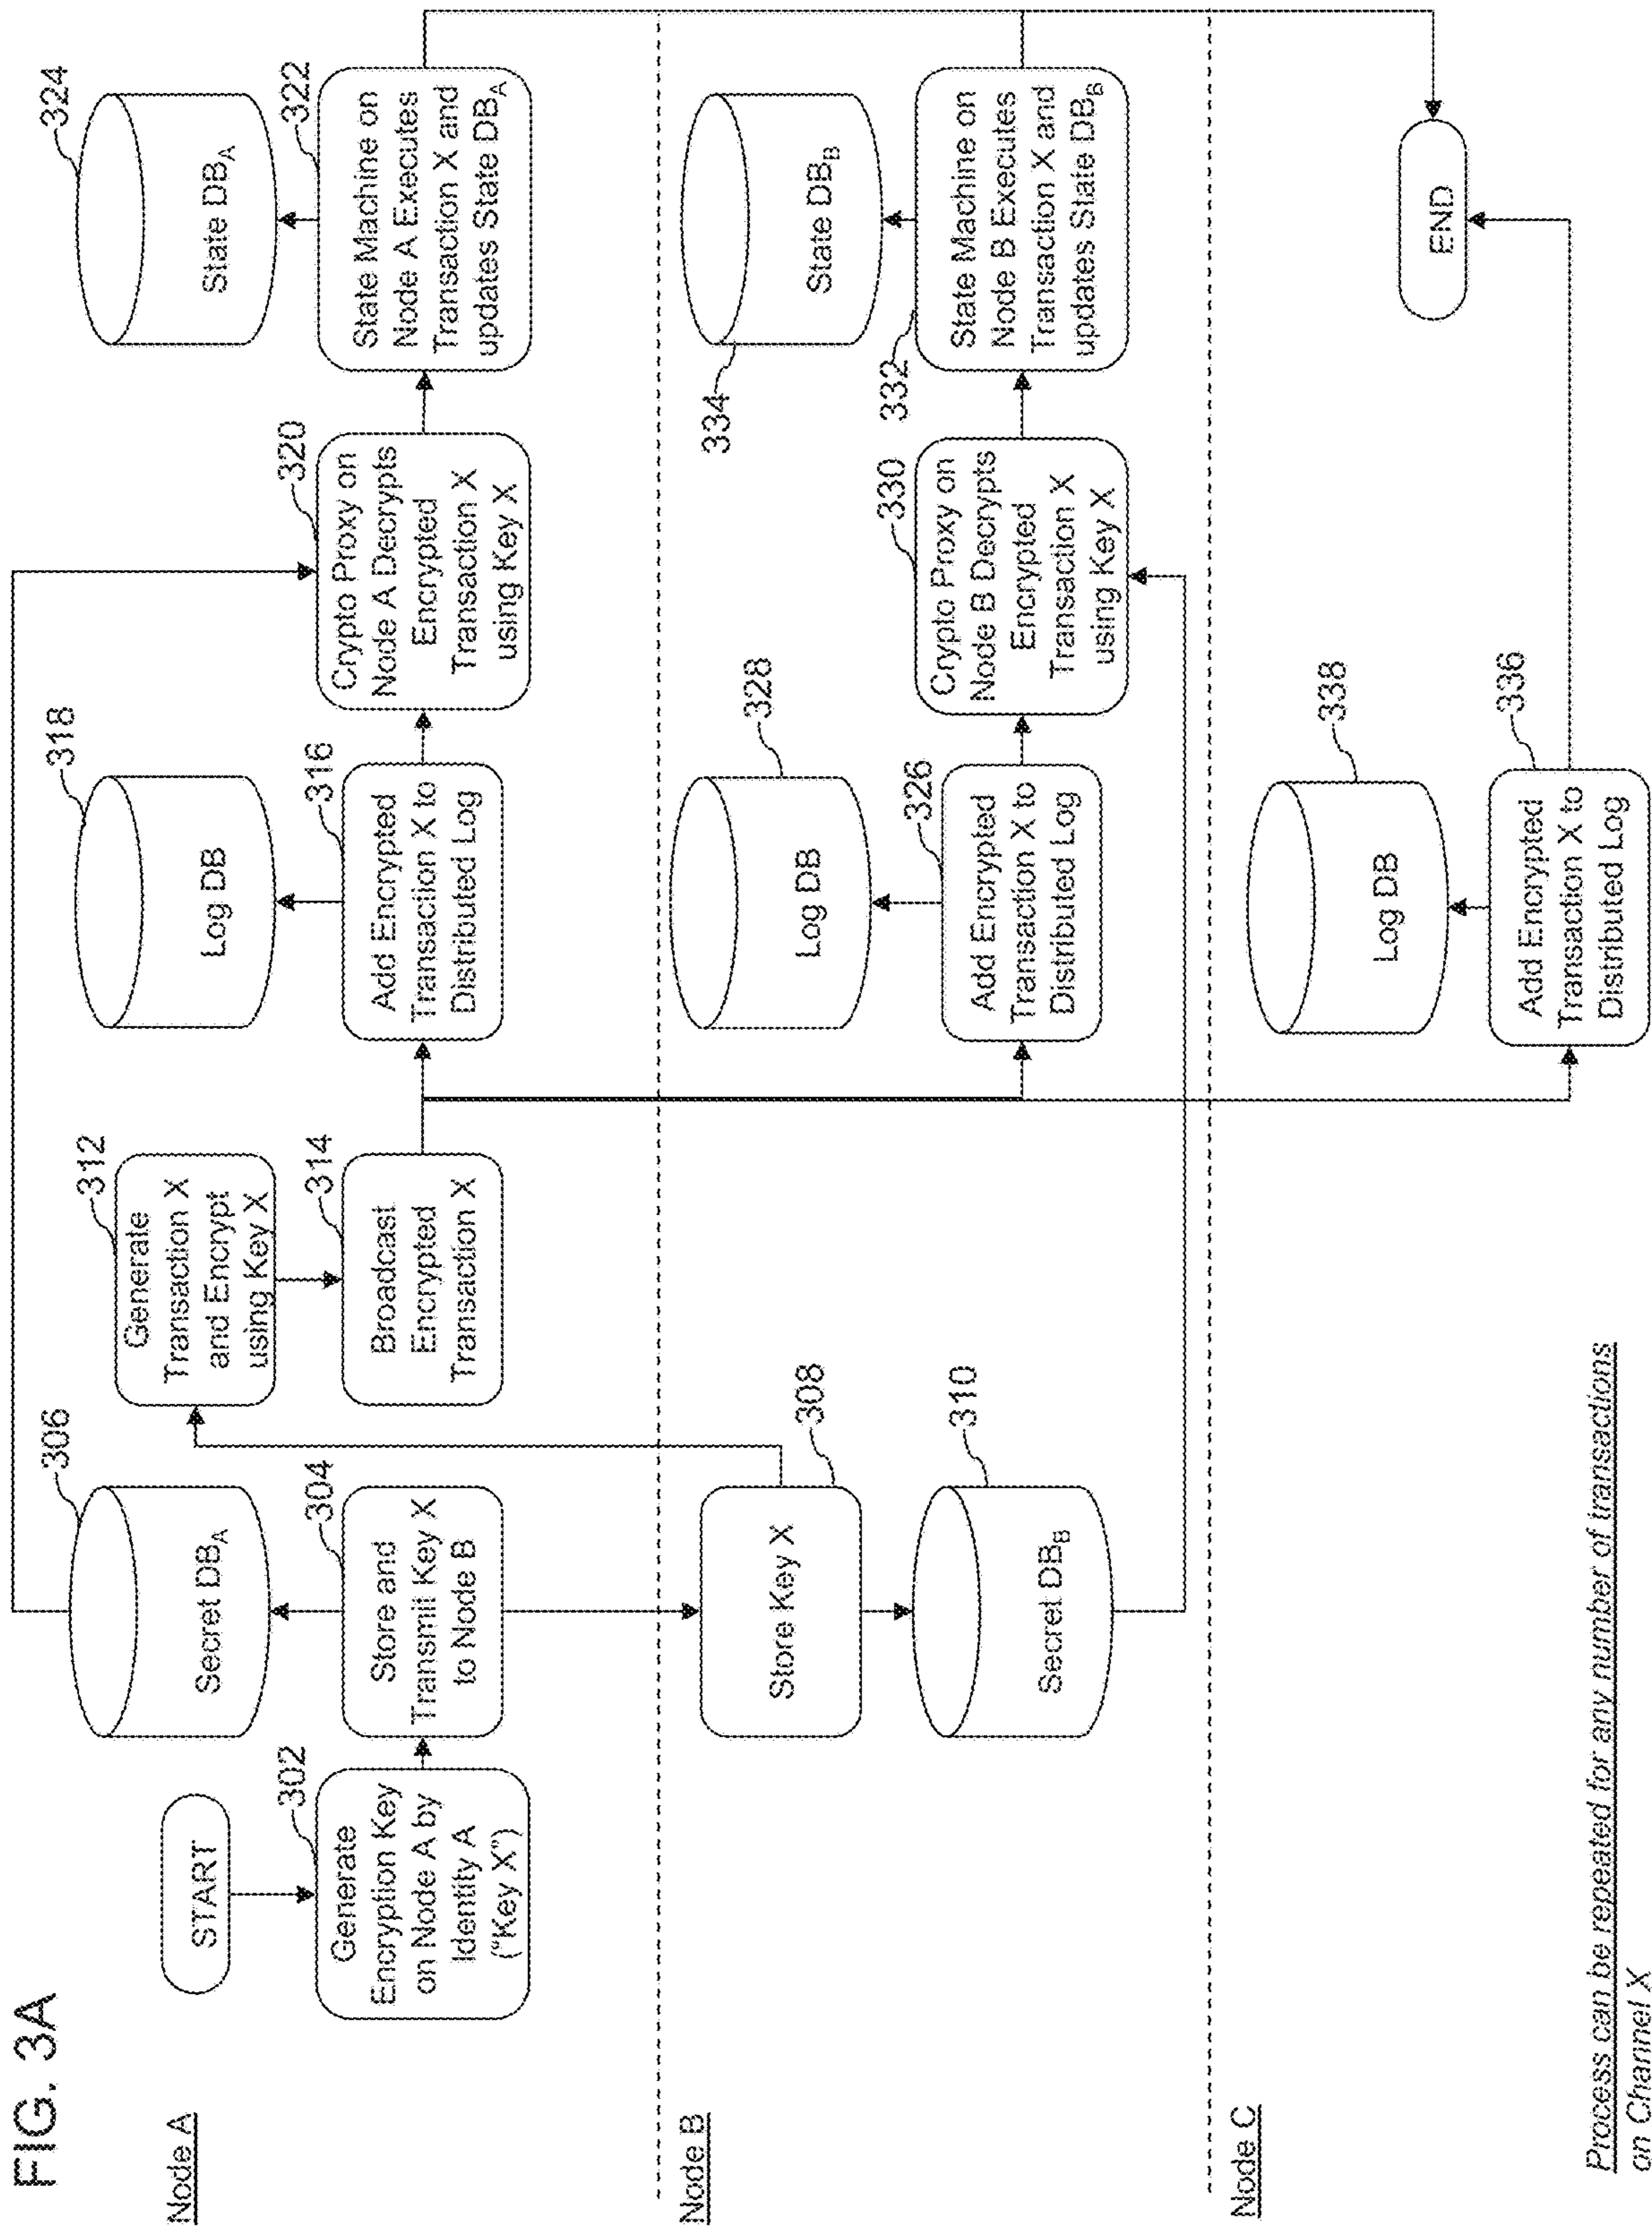 FIG. 3A
Node A
START
302
Generate
Encryption Key
on Node A by
Identity A
("Key X")
306
Secret DBA
304
Store and
Transmit Key X
to Node B
312
Generate
Transaction X
and Encrypt
using Key X
314
Broadcast
Encrypted
Transaction X
318
Log DB
316
Add Encrypted
Transaction X to
Distributed Log
320
Crypto Proxy on
Node A Decrypts
Encrypted
Transaction X
using Key X
324
State DBA
322
State Machine on
Node A Executes
Transaction X and
updates State DBA
Node B
Store Key X
308
Secret DBB
310
Log DB
328
326
Add Encrypted
Transaction X to
Distributed Log
330
Crypto Proxy on
Node B Decrypts
Encrypted
Transaction X
using Key X
334
State DBB
332
State Machine on
Node B Executes
Transaction X and
updates State DBB
Node C
Log DB
338
336
Add Encrypted
Transaction X to
Distributed Log
END
Process can be repeated for any number of transactions
on Channel X